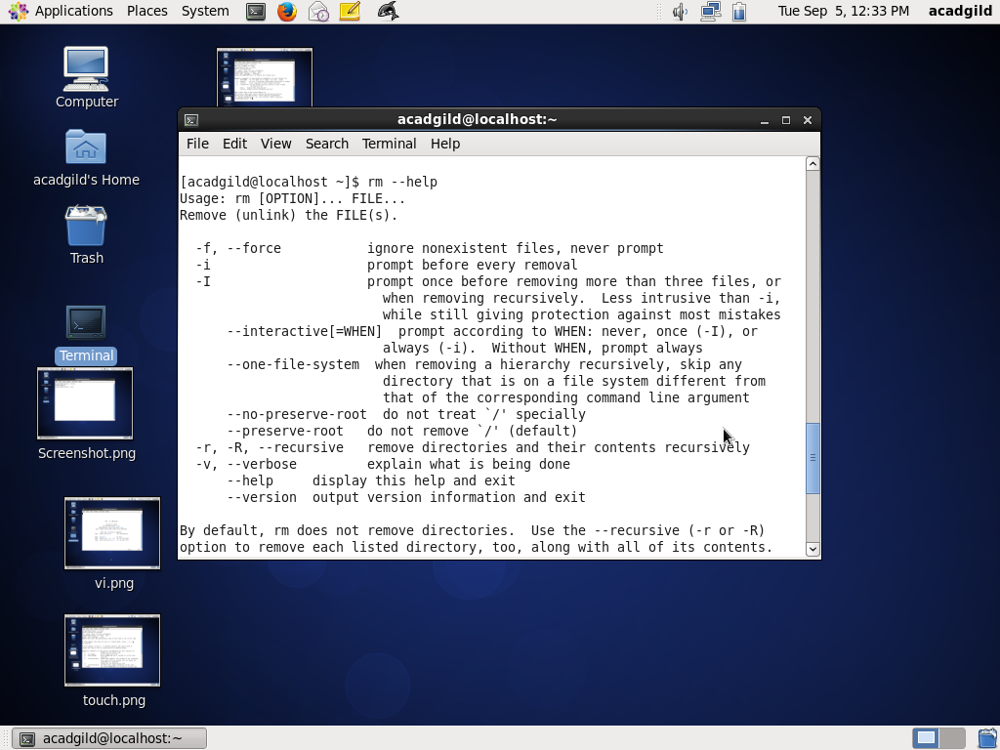 Applications Places System Tue Sep 5, 12:33 PM acadgild
Computer
acadgild's Home
Trash
Terminal
Screenshot.png
vi.png
touch.png
acadgild@localhost:~
File Edit View Search Terminal Help
[acadgild@localhost ~]$ rm --help
Usage: rm [OPTION]... FILE...
Remove (unlink) the FILE(s).
-f, --force ignore nonexistent files, never prompt
-i prompt before every removal
-I prompt once before removing more than three files, or
when removing recursively. Less intrusive than -i,
while still giving protection against most mistakes
--interactive[=WHEN] prompt according to WHEN: never, once (-I), or
always (-i). Without WHEN, prompt always
--one-file-system when removing a hierarchy recursively, skip any
directory that is on a file system different from
that of the corresponding command line argument
--no-preserve-root do not treat `/' specially
--preserve-root do not remove `/' (default)
-r, -R, --recursive remove directories and their contents recursively
-v, --verbose explain what is being done
--help display this help and exit
--version output version information and exit
By default, rm does not remove directories. Use the --recursive (-r or -R)
option to remove each listed directory, too, along with all of its contents.
acadgild@localhost:~